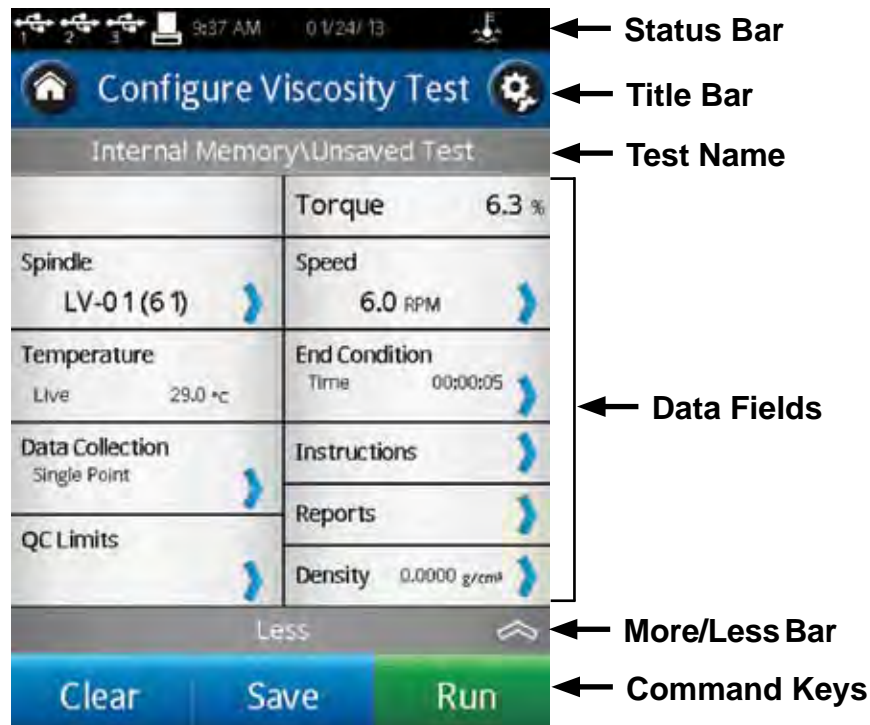 1 2 3 9:37 AM 01/24/13 Status Bar
Configure Viscosity Test Title Bar
Internal Memory\Unsaved Test Test Name
Torque 6.3 %
Spindle Speed
LV-01(61) 6.0 RPM
Temperature End Condition
Live 29.0 °C Time 00:00:05
Data Fields
Data Collection Instructions
Single Point
Reports
QC Limits
Density 0.0000 g/cm³
Less More/Less Bar
Clear Save Run Command Keys